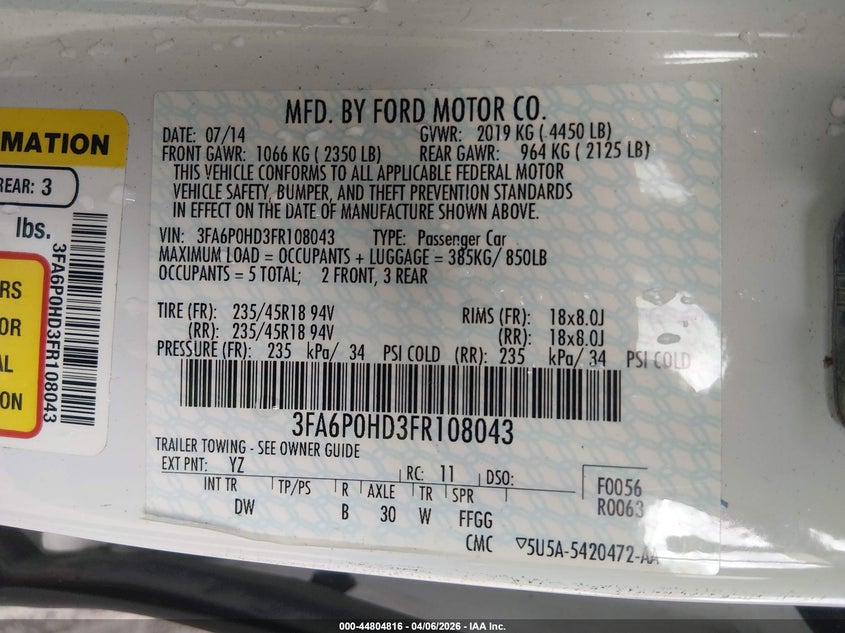 MATION
REAR: 3
lbs.
3FA6P0HD3FR108043
RS
OR
AL
ON
MFD. BY FORD MOTOR CO.
DATE: 07/14 GVWR: 2019 KG ( 4450 LB)
FRONT GAWR: 1066 KG ( 2350 LB) REAR GAWR: 964 KG ( 2125 LB)
THIS VEHICLE CONFORMS TO ALL APPLICABLE FEDERAL MOTOR
VEHICLE SAFETY, BUMPER, AND THEFT PREVENTION STANDARDS
IN EFFECT ON THE DATE OF MANUFACTURE SHOWN ABOVE.
VIN: 3FA6P0HD3FR108043 TYPE: Passenger Car
MAXIMUM LOAD = OCCUPANTS + LUGGAGE = 385KG/ 850LB
OCCUPANTS = 5 TOTAL; 2 FRONT, 3 REAR
TIRE (FR): 235/45R18 94V RIMS (FR): 18x8.0J
(RR): 235/45R18 94V (RR): 18x8.0J
PRESSURE (FR): 235 kPa/ 34 PSI COLD (RR): 235 kPa/ 34 PSI COLD
3FA6P0HD3FR108043
TRAILER TOWING - SEE OWNER GUIDE
EXT PNT: YZ RC: 11 DSO: F0056
INT TR TP/PS R AXLE TR SPR R0063
DW B 30 W FFGG
CMC ▽5U5A-5420472-AA
000-44804816 - 04/06/2026 - IAA Inc.